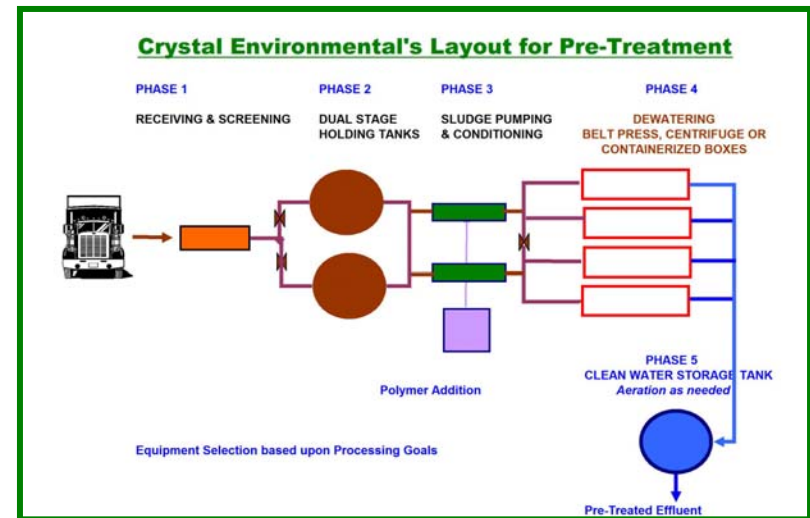 Crystal Environmental's Layout for Pre-Treatment
PHASE 1
RECEIVING & SCREENING
PHASE 2
DUAL STAGE
HOLDING TANKS
PHASE 3
SLUDGE PUMPING
& CONDITIONING
PHASE 4
DEWATERING
BELT PRESS, CENTRIFUGE OR
CONTAINERIZED BOXES
PHASE 5
CLEAN WATER STORAGE TANK
Aeration as needed
Polymer Addition
Equipment Selection based upon Processing Goals
Pre-Treated Effluent